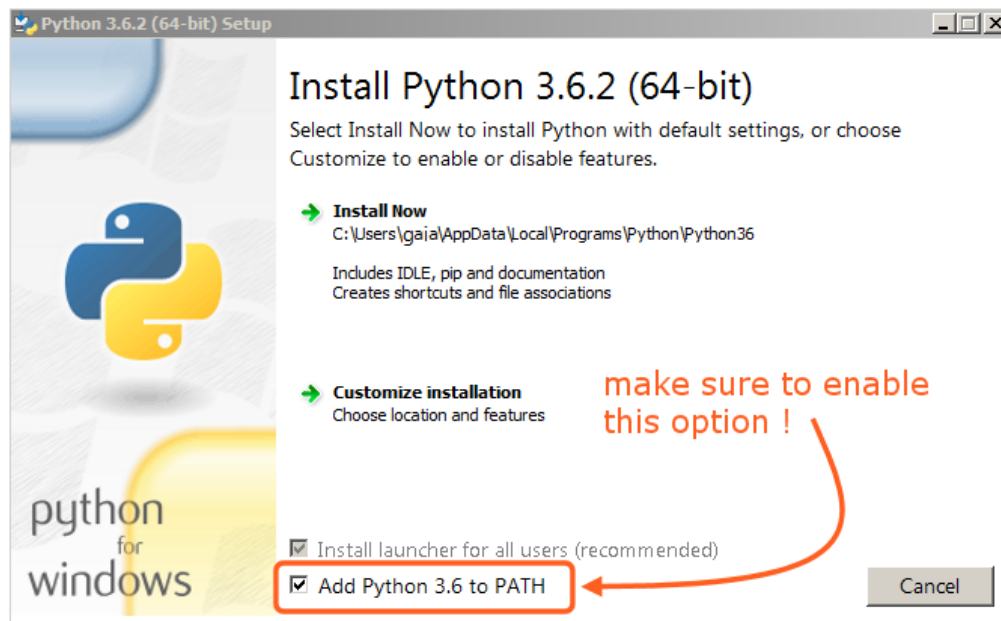 Python 3.6.2 (64-bit) Setup
Install Python 3.6.2 (64-bit)
Select Install Now to install Python with default settings, or choose
Customize to enable or disable features.
Install Now
C:\Users\gaja\AppData\Local\Programs\Python\Python36
Includes IDLE, pip and documentation
Creates shortcuts and file associations
Customize installation
Choose location and features
make sure to enable
this option !
python
for
windows
Install launcher for all users (recommended)
Add Python 3.6 to PATH
Cancel